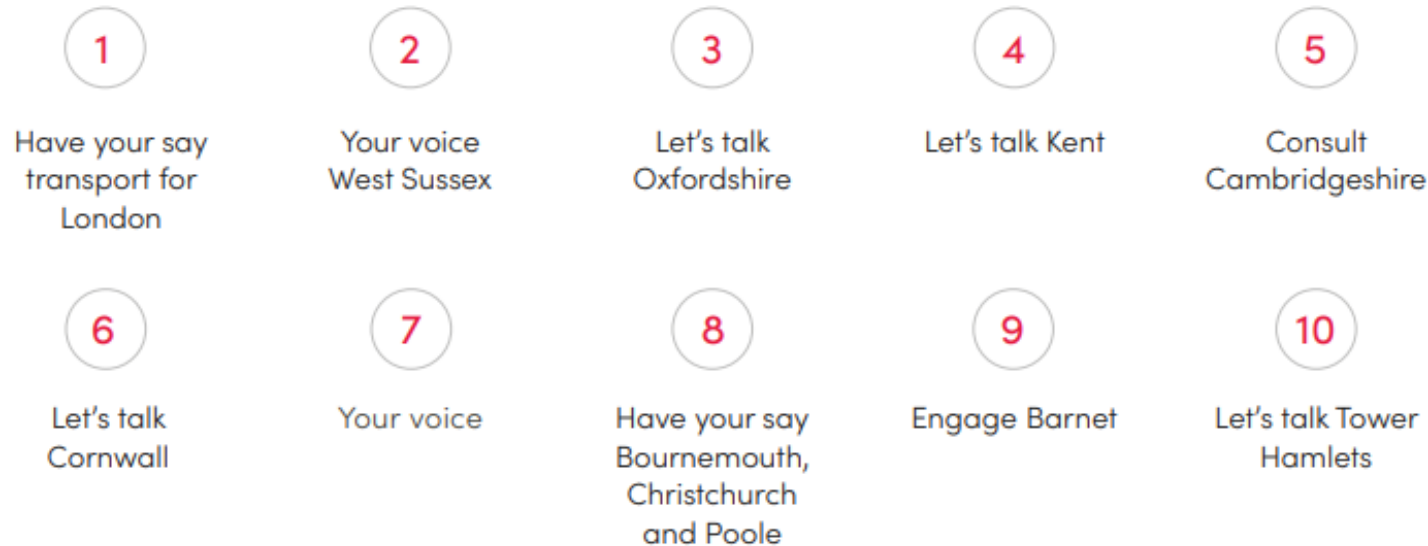 1
Have your say
transport for
London
2
Your voice
West Sussex
3
Let's talk
Oxfordshire
4
Let's talk Kent
5
Consult
Cambridgeshire
6
Let's talk
Cornwall
7
Your voice
8
Have your say
Bournemouth,
Christchurch
and Poole
9
Engage Barnet
10
Let's talk Tower
Hamlets